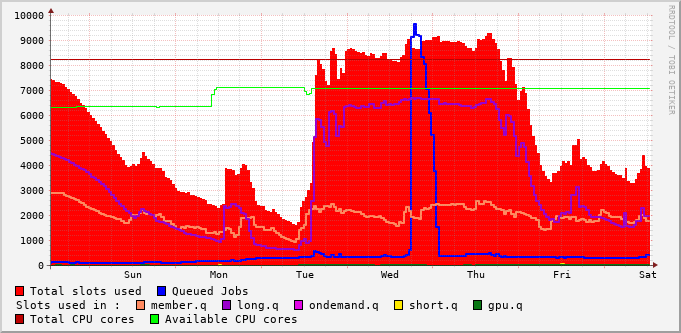 10000
9000
8000
7000
6000
5000
4000
3000
2000
1000
0
Sun Mon Tue Wed Thu Fri Sat
RRDTOOL / TOBI OETIKER
Total slots used Queued Jobs
Slots used in : member.q long.q ondemand.q short.q gpu.q
Total CPU cores Available CPU cores